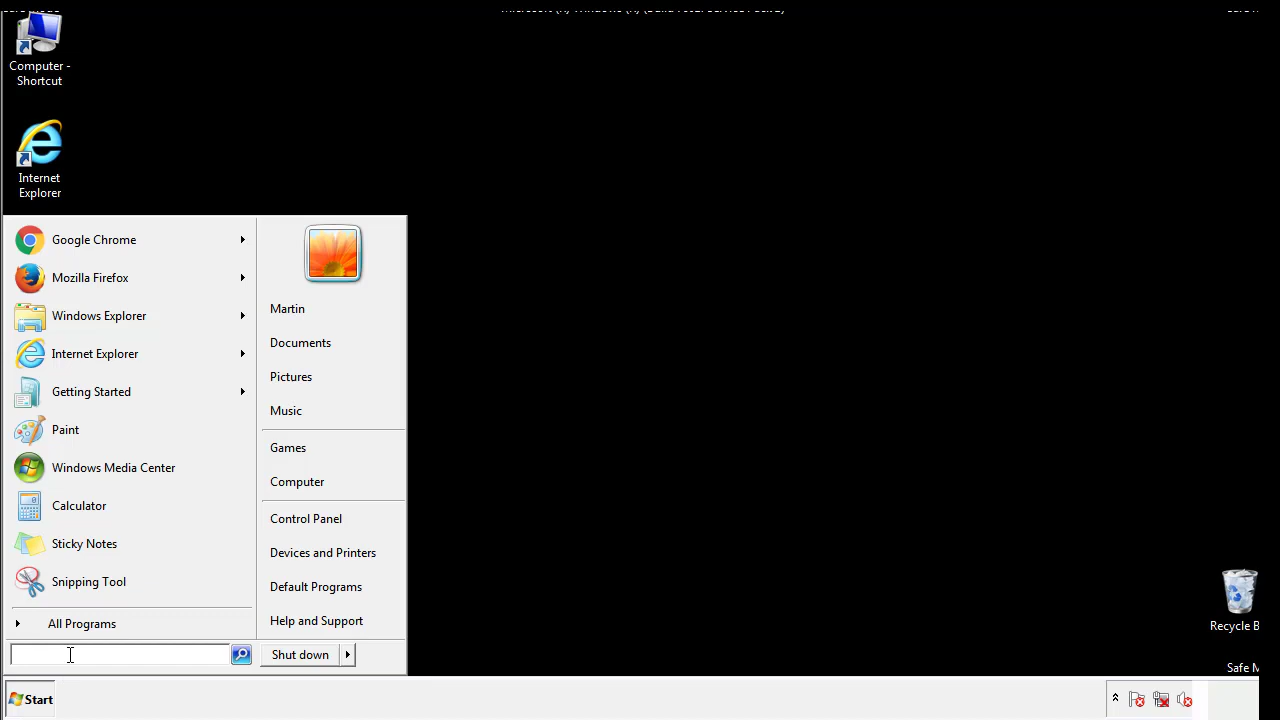 Computer -
Shortcut
Internet
Explorer
Google Chrome
Mozilla Firefox
Windows Explorer
Internet Explorer
Getting Started
Paint
Windows Media Center
Calculator
Sticky Notes
Snipping Tool
All Programs
Martin
Documents
Pictures
Music
Games
Computer
Control Panel
Devices and Printers
Default Programs
Help and Support
Shut down
Recycle B
Safe M
Start